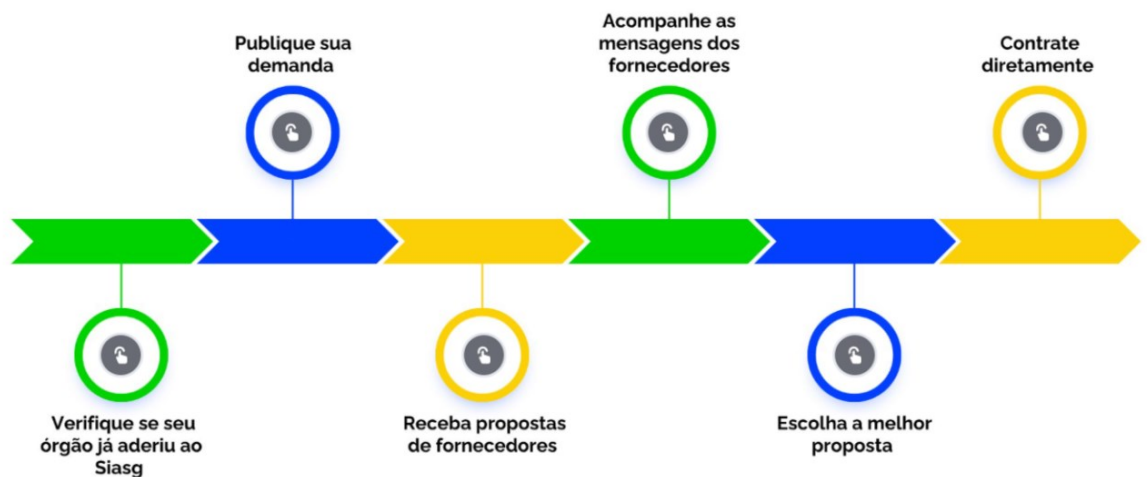 Verifique se seu
órgão já aderiu ao
Siasg
Publique sua
demanda
Receba propostas
de fornecedores
Acompanhe as
mensagens dos
fornecedores
Escolha a melhor
proposta
Contrate
diretamente